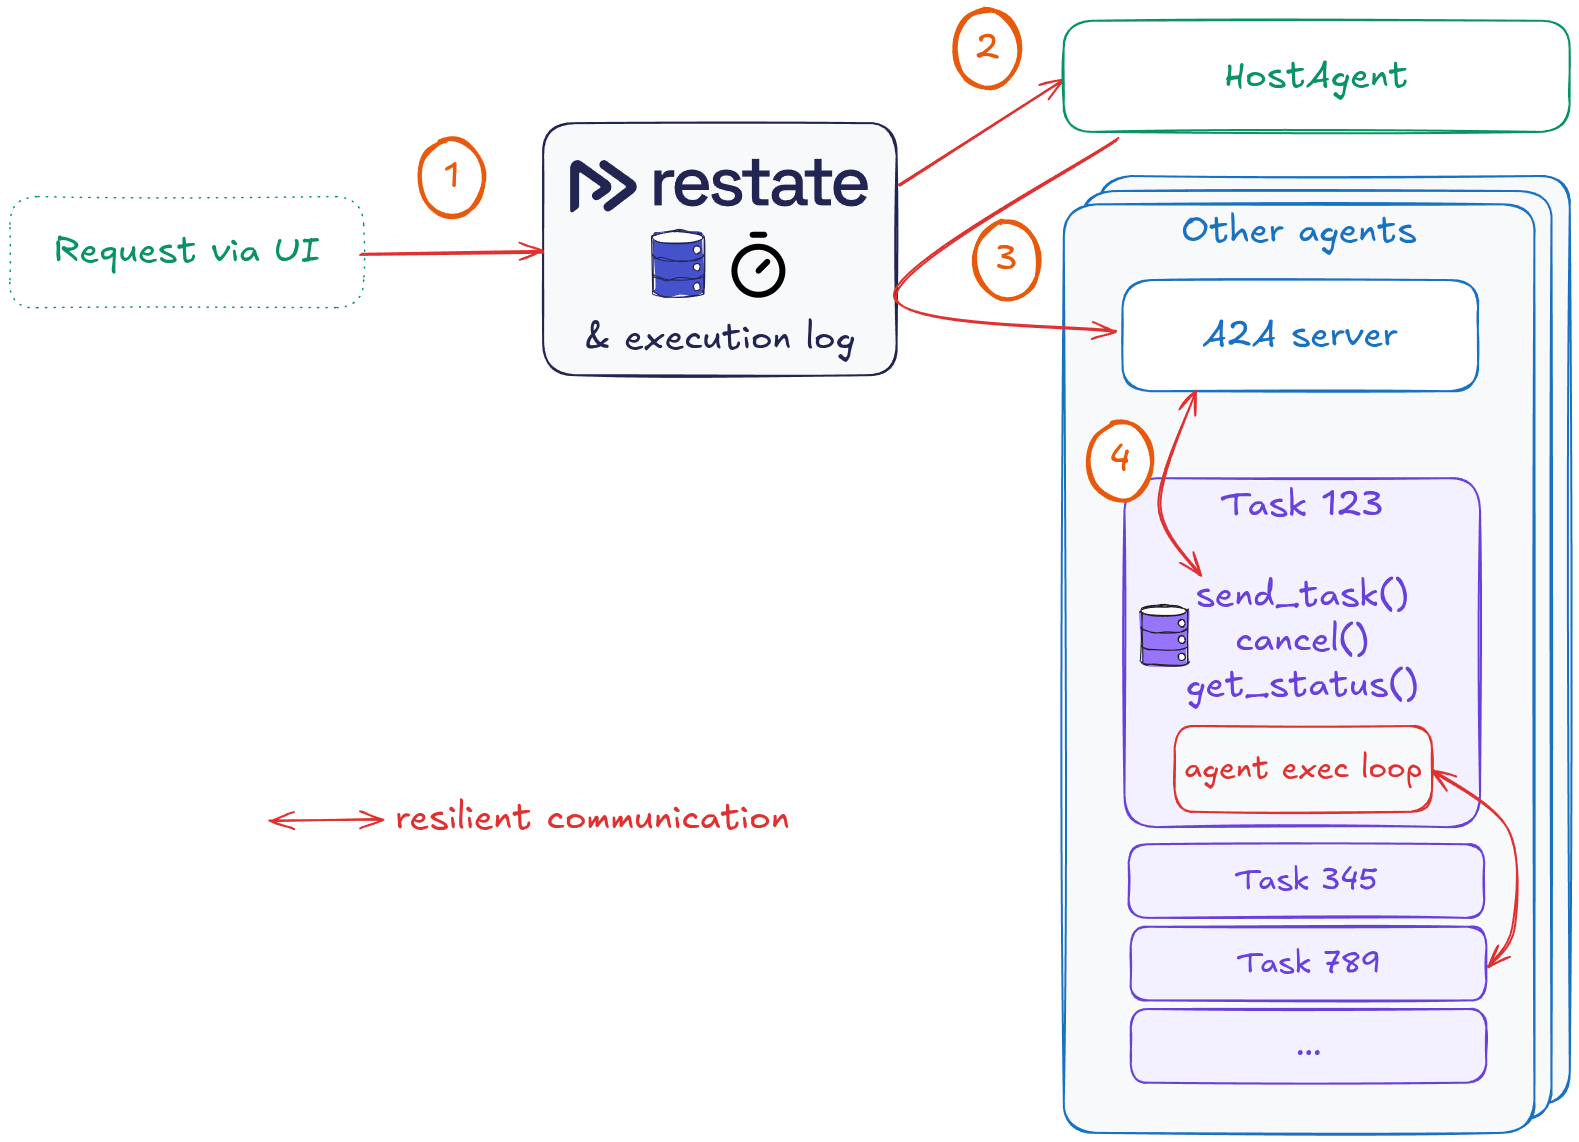 1
Request via UI
restate
& execution log
2
HostAgent
3
Other agents
A2A server
4
Task 123
send_task()
cancel()
get_status()
agent exec loop
Task 345
Task 789
...
resilient communication